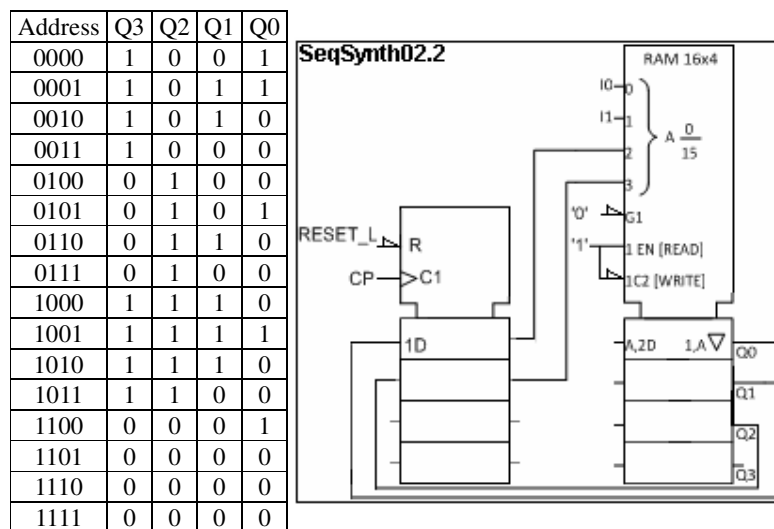 Address Q3 Q2 Q1 Q0
0000 1 0 0 1
0001 1 0 1 1
0010 1 0 1 0
0011 1 0 0 0
0100 0 1 0 0
0101 0 1 0 1
0110 0 1 1 0
0111 0 1 0 0
1000 1 1 1 0
1001 1 1 1 1
1010 1 1 1 0
1011 1 1 0 0
1100 0 0 0 1
1101 0 0 0 0
1110 0 0 0 0
1111 0 0 0 0
SeqSynth02.2
RAM 16x4
I0 0
I1 1
A 0
15
2
3
'0' G1
RESET_L R
'1' 1 EN [READ]
CP C1
1C2 [WRITE]
1D
A,2D 1,A▽ Q0
Q1
Q2
Q3